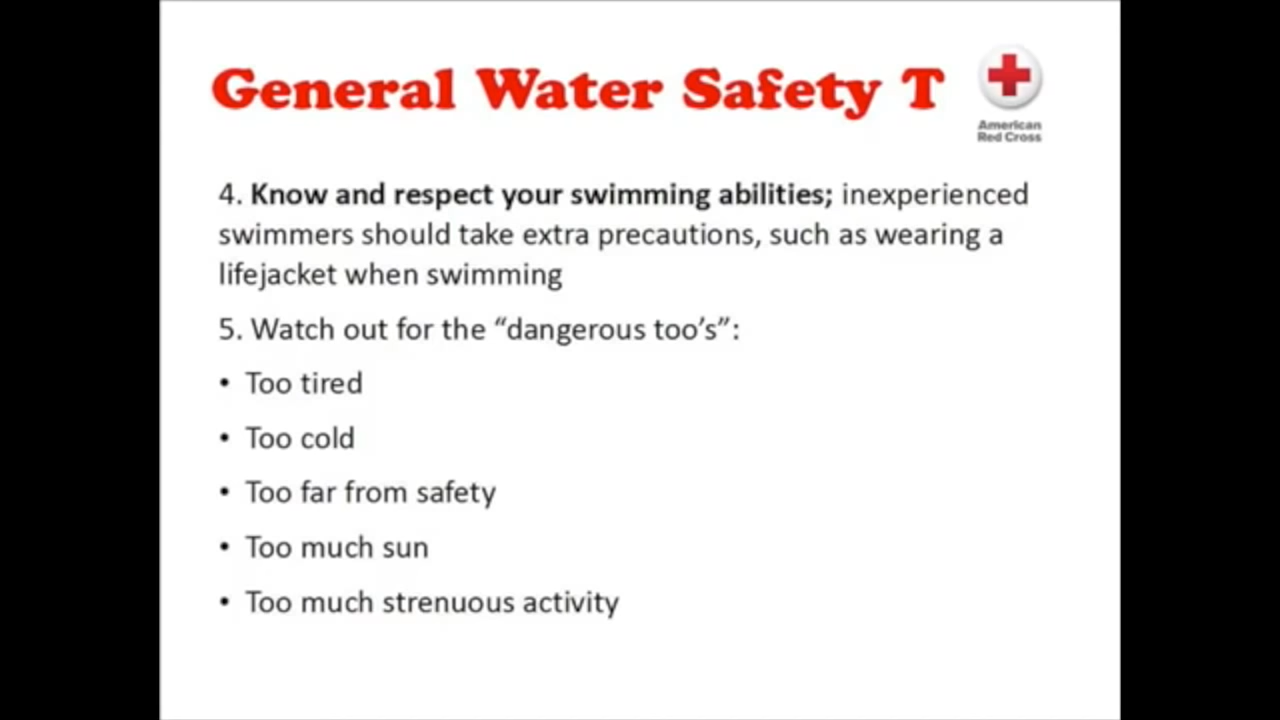 General Water Safety T
American
Red Cross
4. Know and respect your swimming abilities; inexperienced
swimmers should take extra precautions, such as wearing a
lifejacket when swimming
5. Watch out for the “dangerous too’s”:
• Too tired
• Too cold
• Too far from safety
• Too much sun
• Too much strenuous activity